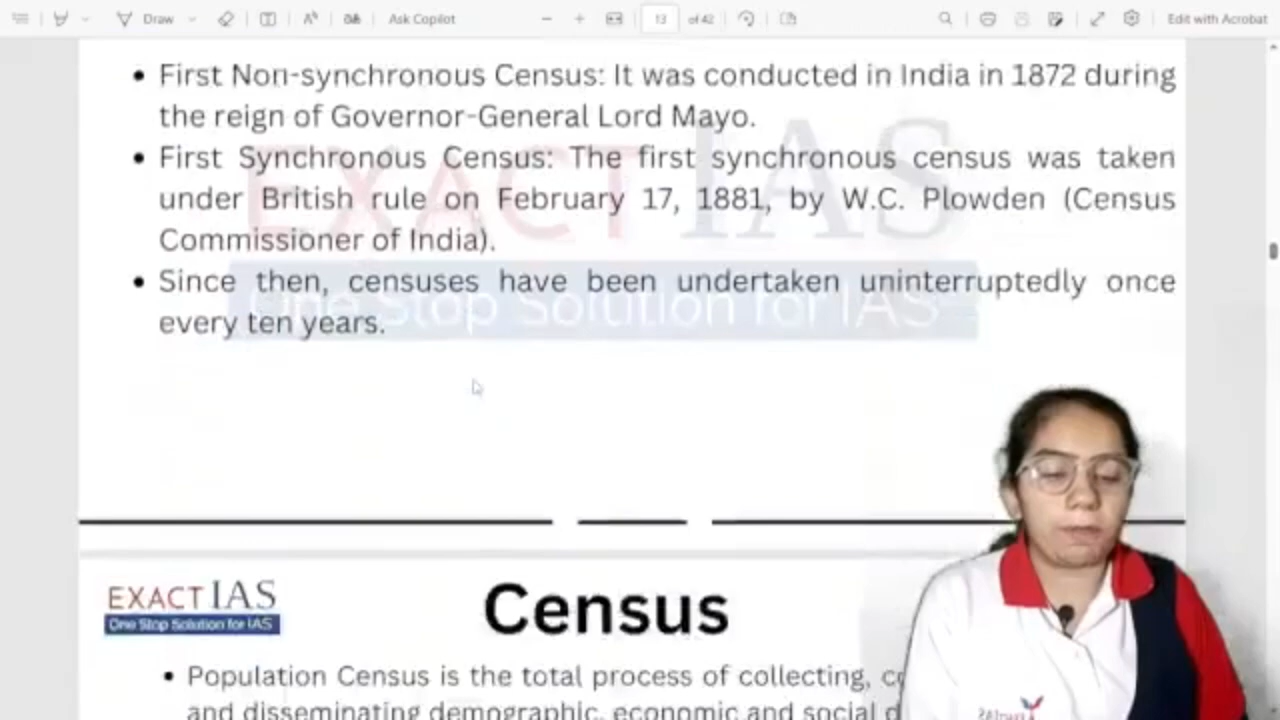 Draw
Ask Copilot
13
of 42
Edit with Acrobat
First Non-synchronous Census: It was conducted in India in 1872 during
the reign of Governor-General Lord Mayo.
First Synchronous Census: The first synchronous census was taken
under British rule on February 17, 1881, by W.C. Plowden (Census
Commissioner of India).
Since then, censuses have been undertaken uninterruptedly once
every ten years.
EXACT IAS
One Stop Solution for IAS
EXACT IAS
One Stop Solution for IAS
Census
Population Census is the total process of collecting,
and disseminating demographic, economic and social